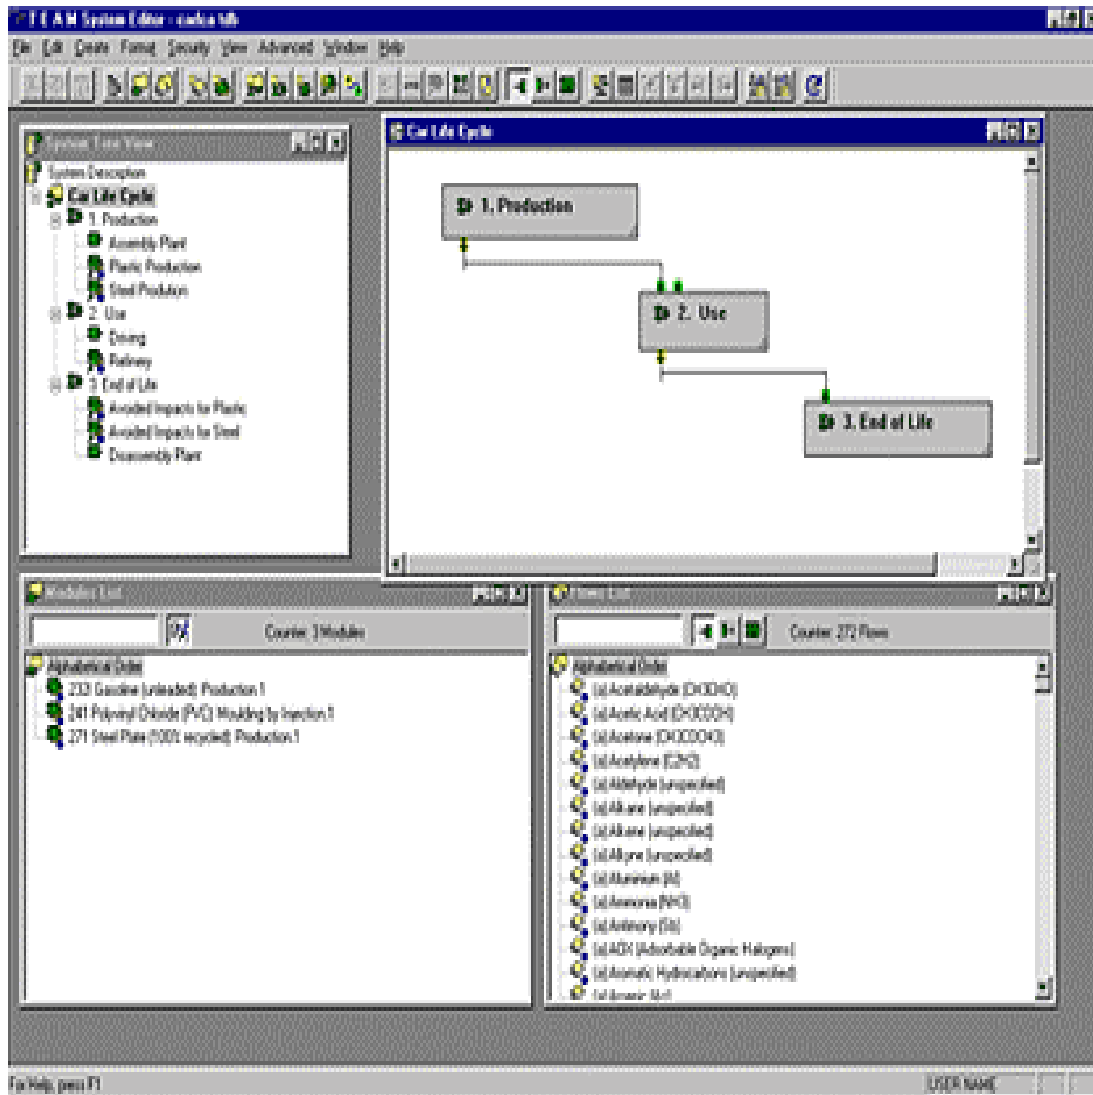 T E A M System Editor - carlca.tdb
File Edit Create Format Security View Advanced Window Help
System Tree View
System Description
Car Life Cycle
1. Production
Assembly Plant
Plastic Production
Steel Prodution
2. Use
Driving
Refinery
3. End of Life
Avoided Impacts for Plastic
Avoided Impacts for Steel
Disassembly Plant
Car Life Cycle
1. Production
2. Use
3. End of Life
Modules List
Counter: 3 Modules
Alphabetical Order
232I Gasoline (unleaded): Production.1
241 Polyvinyl Chloride (PVC) Moulding by Injection.1
271 Steel Plate (100% recycled): Production.1
Flows List
Counter: 272 Flows
Alphabetical Order
(a) Acetaldehyde (CH3CHO)
(a) Acetic Acid (CH3COOH)
(a) Acetone (CH3COCH3)
(a) Acetylene (C2H2)
(a) Aldehyde (unspecified)
(a) Alkane (unspecified)
(a) Alkene (unspecified)
(a) Alkyne (unspecified)
(a) Aluminium (Al)
(a) Ammonia (NH3)
(a) Antimony (Sb)
(a) AOX (Adsorbable Organic Halogens)
(a) Aromatic Hydrocarbons (unspecified)
(a) Arsenic (As)
For Help, press F1
USER NAME